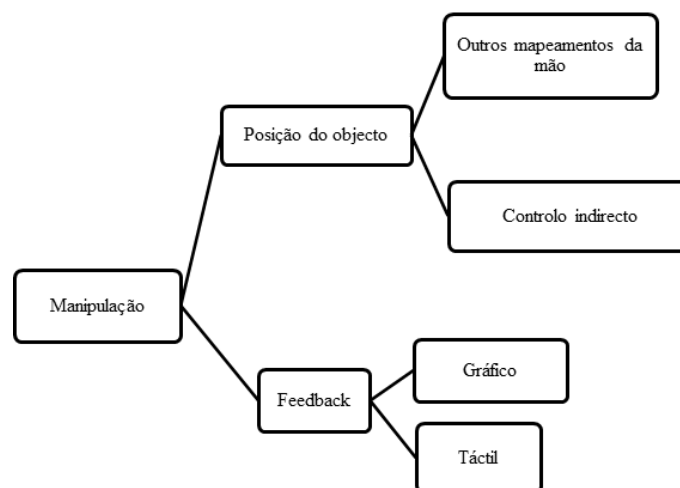 Outros mapeamentos da
mão
Posição do objecto
Controlo indirecto
Manipulação
Gráfico
Feedback
Táctil